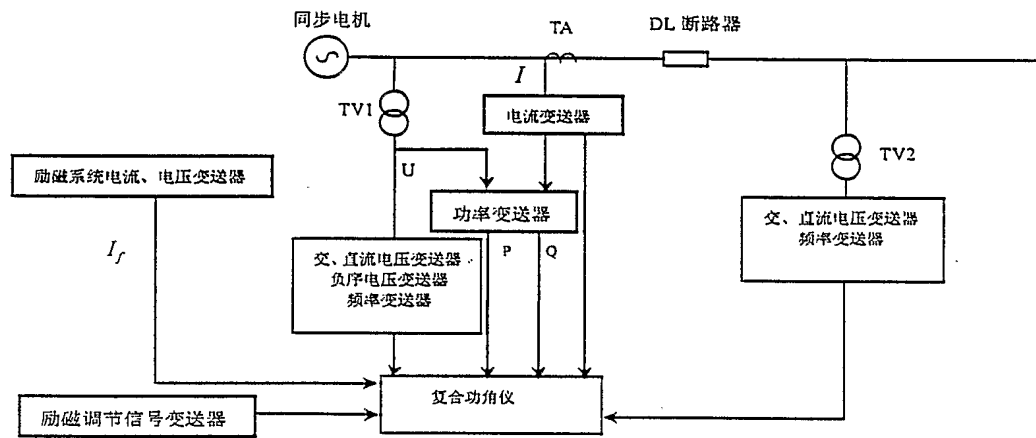 同步电机
TA
DL 断路器
I
TV1
电流变送器
TV2
U
励磁系统电流、电压变送器
功率变送器
交、直流电压变送器
频率变送器
I_f
P
Q
交、直流电压变送器
负序电压变送器
频率变送器
复合功角仪
励磁调节信号变送器